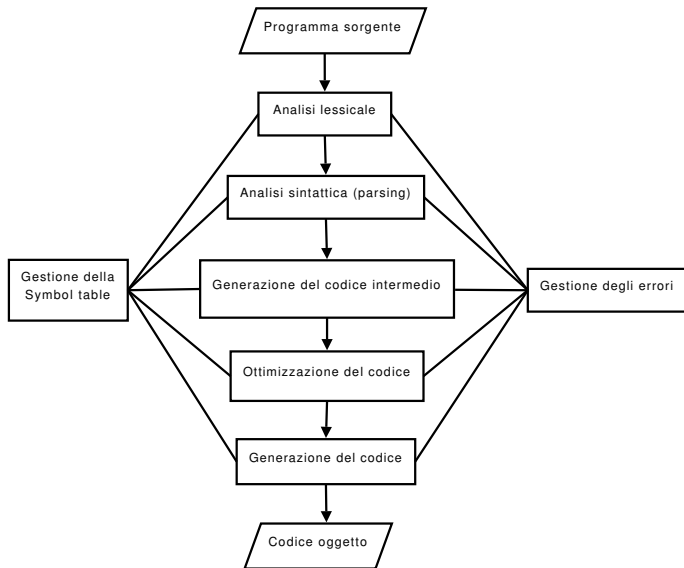 Programma sorgente
Analisi lessicale
Analisi sintattica (parsing)
Gestione della
Symbol table
Generazione del codice intermedio
Gestione degli errori
Ottimizzazione del codice
Generazione del codice
Codice oggetto